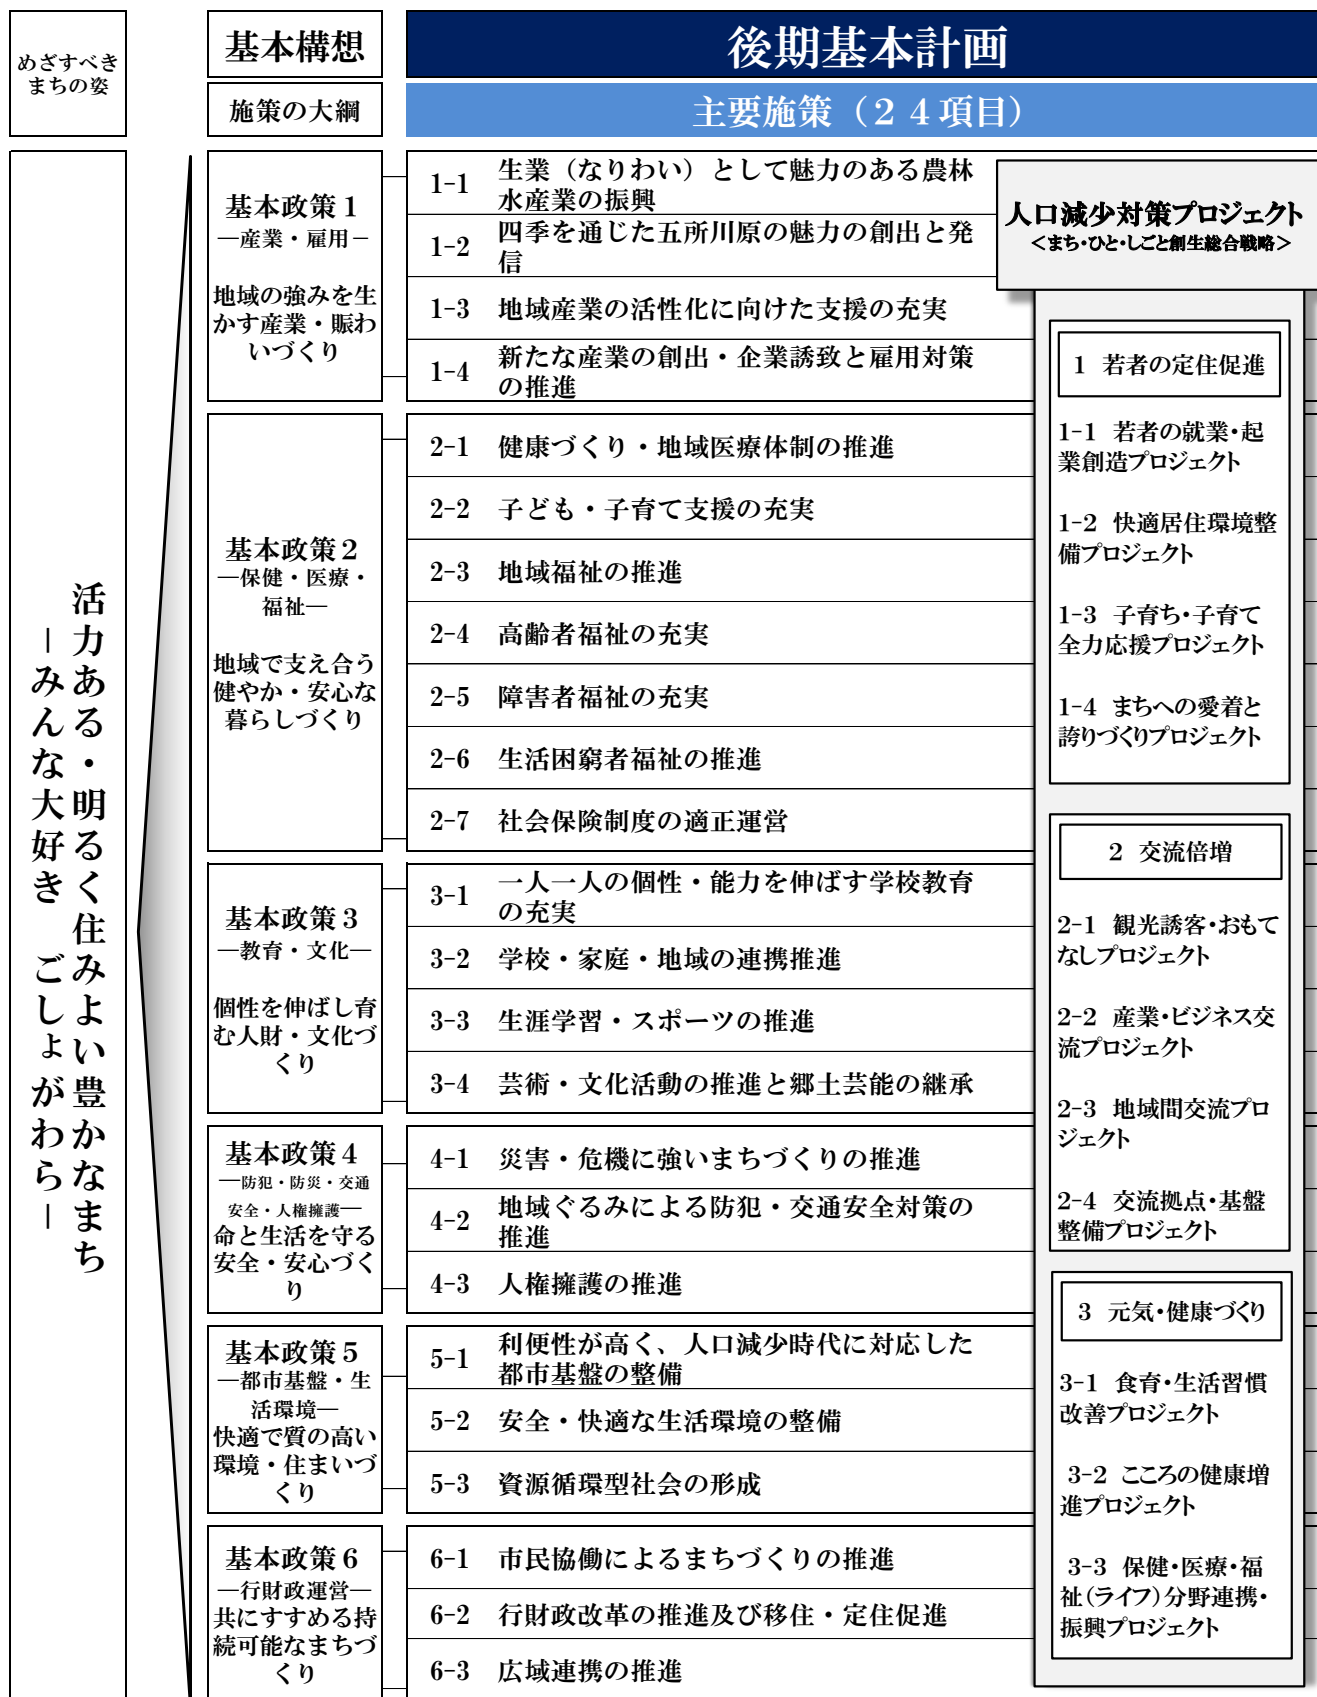 めざすべき
まちの姿
基本構想
施策の大綱
後期基本計画
主要施策（２４項目）
活力ある・明るく住みよい豊かなまち
－みんな大好き　ごしょがわら－
基本政策１
―産業・雇用－
地域の強みを生
かす産業・賑わ
いづくり
1-1 生業（なりわい）として魅力のある農林
水産業の振興
1-2 四季を通じた五所川原の魅力の創出と発
信
1-3 地域産業の活性化に向けた支援の充実
1-4 新たな産業の創出・企業誘致と雇用対策
の推進
基本政策２
―保健・医療・
福祉―
地域で支え合う
健やか・安心な
暮らしづくり
2-1 健康づくり・地域医療体制の推進
2-2 子ども・子育て支援の充実
2-3 地域福祉の推進
2-4 高齢者福祉の充実
2-5 障害者福祉の充実
2-6 生活困窮者福祉の推進
2-7 社会保険制度の適正運営
基本政策３
―教育・文化―
個性を伸ばし育
む人財・文化づ
くり
3-1 一人一人の個性・能力を伸ばす学校教育
の充実
3-2 学校・家庭・地域の連携推進
3-3 生涯学習・スポーツの推進
3-4 芸術・文化活動の推進と郷土芸能の継承
基本政策４
―防犯・防災・交通
安全・人権擁護―
命と生活を守る
安全・安心づく
り
4-1 災害・危機に強いまちづくりの推進
4-2 地域ぐるみによる防犯・交通安全対策の
推進
4-3 人権擁護の推進
基本政策５
―都市基盤・生
活環境―
快適で質の高い
環境・住まいづ
くり
5-1 利便性が高く、人口減少時代に対応した
都市基盤の整備
5-2 安全・快適な生活環境の整備
5-3 資源循環型社会の形成
基本政策６
―行財政運営―
共にすすめる持
続可能なまちづ
くり
6-1 市民協働によるまちづくりの推進
6-2 行財政改革の推進及び移住・定住促進
6-3 広域連携の推進
人口減少対策プロジェクト
＜まち・ひと・しごと創生総合戦略＞
1 若者の定住促進
1-1 若者の就業・起
業創造プロジェクト
1-2 快適居住環境整
備プロジェクト
1-3 子育ち・子育て
全力応援プロジェクト
1-4 まちへの愛着と
誇りづくりプロジェクト
2 交流倍増
2-1 観光誘客・おもて
なしプロジェクト
2-2 産業・ビジネス交
流プロジェクト
2-3 地域間交流プロ
ジェクト
2-4 交流拠点・基盤
整備プロジェクト
3 元気・健康づくり
3-1 食育・生活習慣
改善プロジェクト
3-2 こころの健康増
進プロジェクト
3-3 保健・医療・福
祉（ライフ）分野連携・
振興プロジェクト